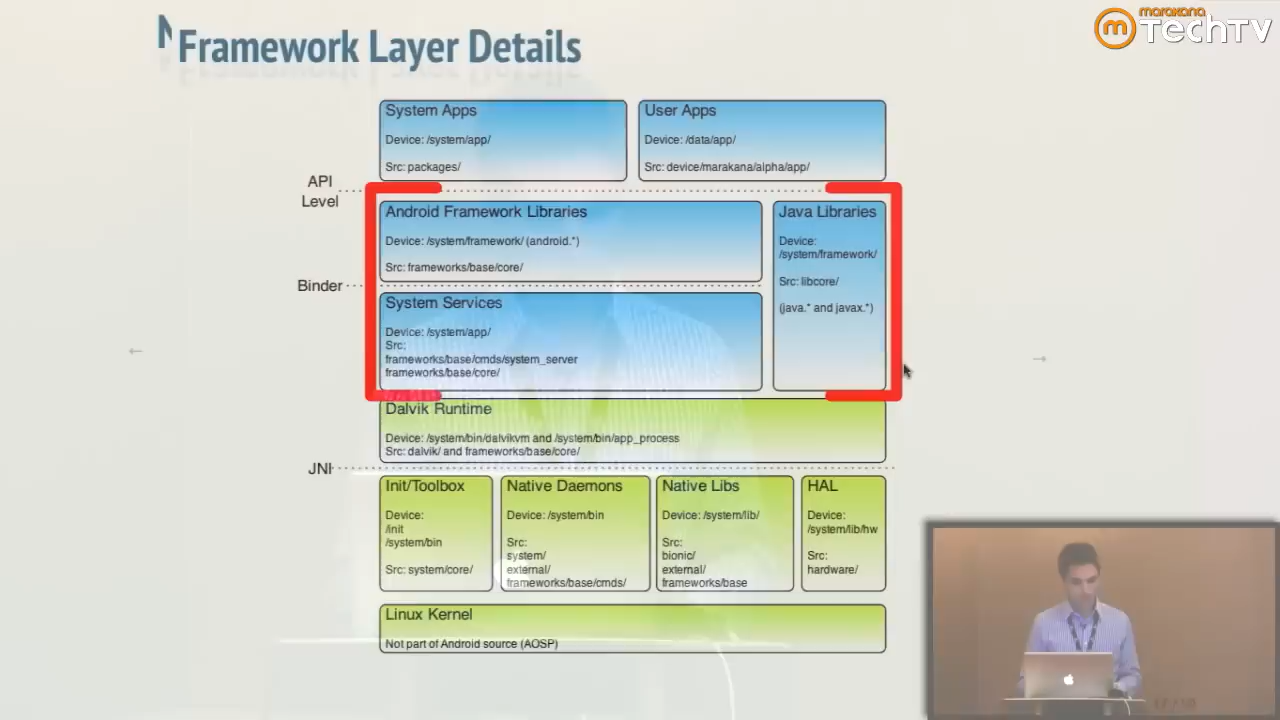 marakana
TechTV
Framework Layer Details
System Apps
Device: /system/app/
Src: packages/
User Apps
Device: /data/app/
Src: device/marakana/alpha/app/
API
Level
Android Framework Libraries
Device: /system/framework/ (android.*)
Src: frameworks/base/core/
Java Libraries
Device:
/system/framework/
Src: libcore/
(java.* and javax.*)
Binder
System Services
Device: /system/app/
Src:
frameworks/base/cmds/system_server
frameworks/base/core/
Dalvik Runtime
Device: /system/bin/dalvikvm and /system/bin/app_process
Src: dalvik/ and frameworks/base/core/
JNI
Init/Toolbox
Device:
/init
/system/bin
Src: system/core/
Native Daemons
Device: /system/bin
Src:
system/
external/
frameworks/base/cmds/
Native Libs
Device: /system/lib/
Src:
bionic/
external/
frameworks/base
HAL
Device:
/system/lib/hw
Src:
hardware/
Linux Kernel
Not part of Android source (AOSP)